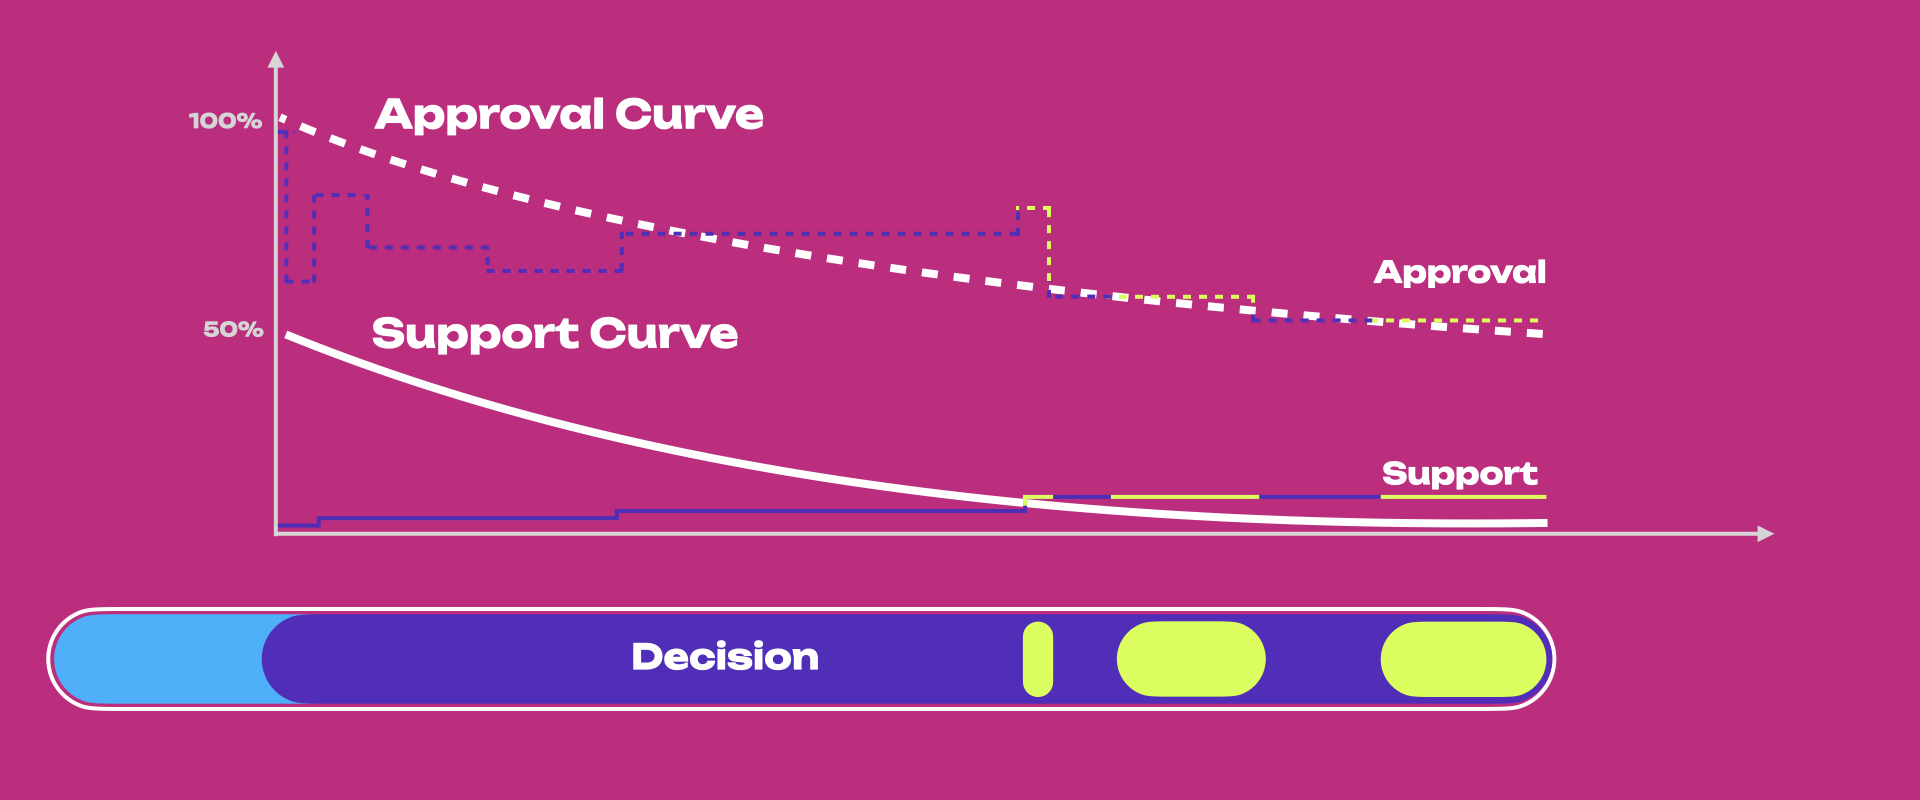 100%
Approval Curve
Approval
50%
Support Curve
Support
Decision